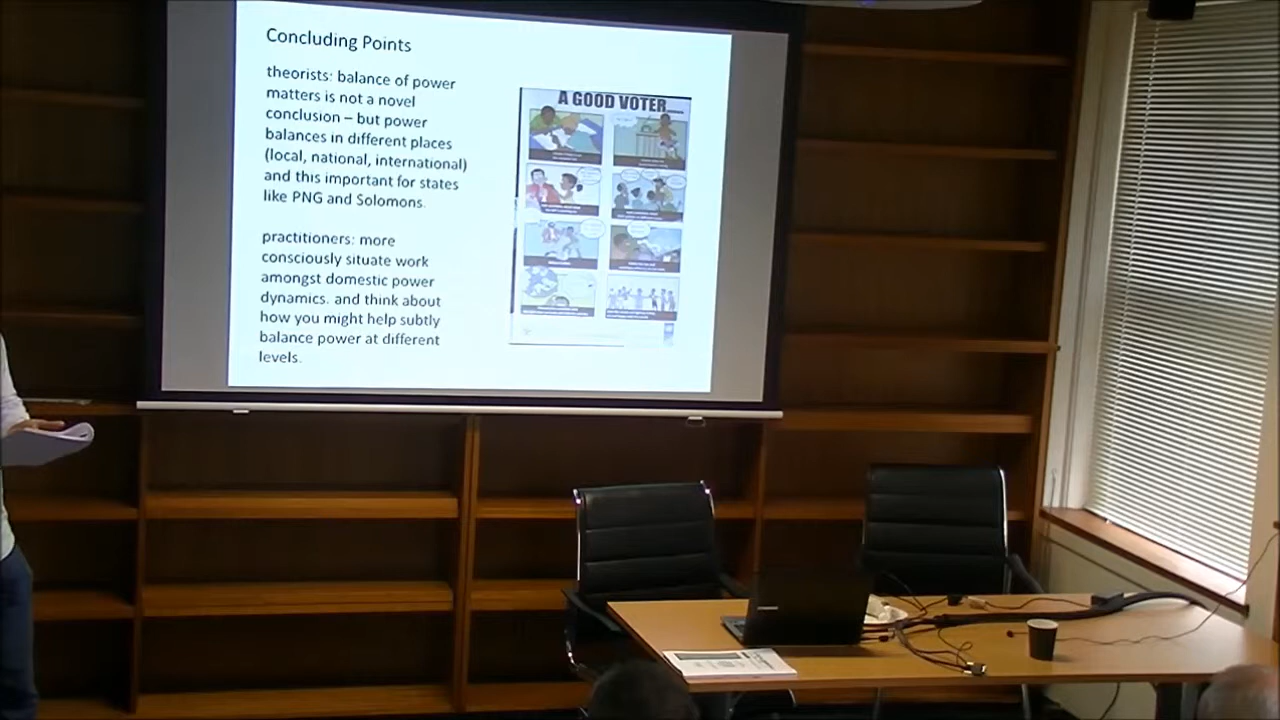 Concluding Points
theorists: balance of power
matters is not a novel
conclusion – but power
balances in different places
(local, national, international)
and this important for states
like PNG and Solomons.
practitioners: more
consciously situate work
amongst domestic power
dynamics. and think about
how you might help subtly
balance power at different
levels.
A GOOD VOTER....